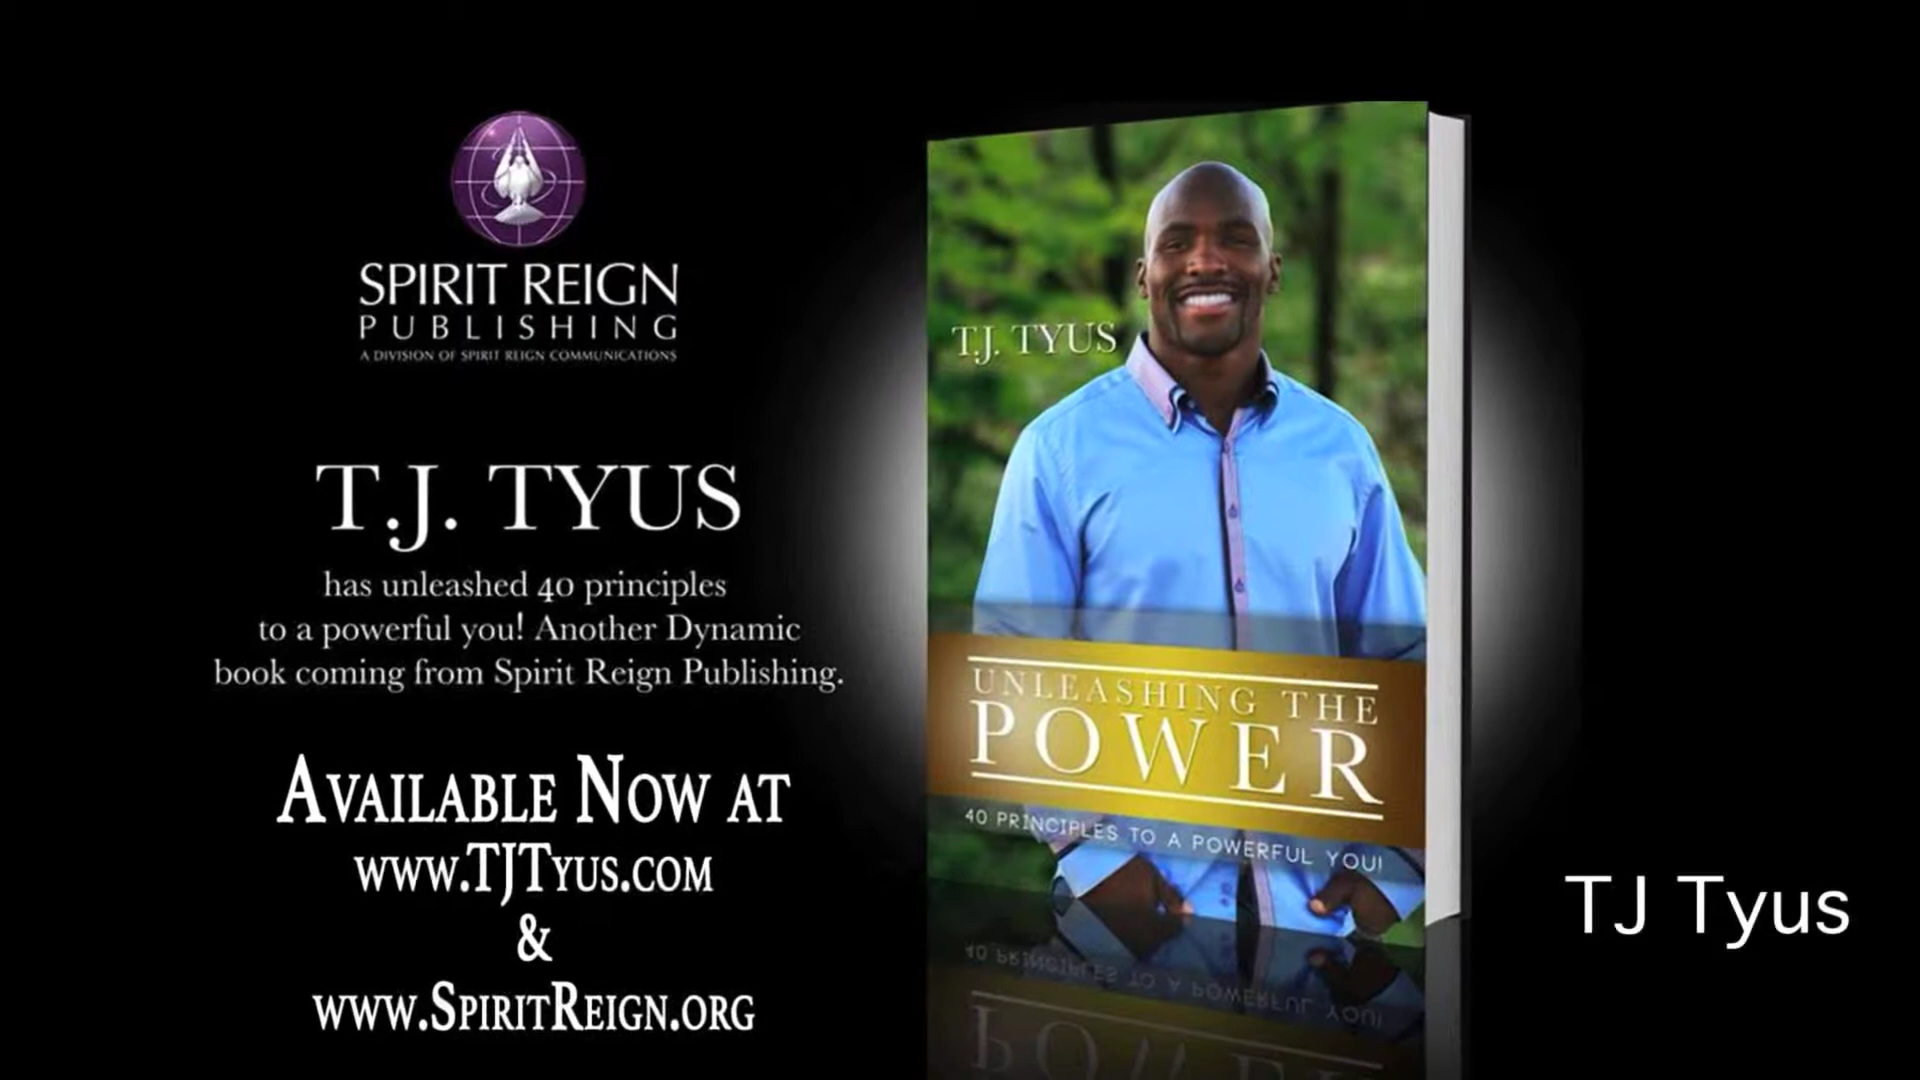 SPIRIT REIGN
PUBLISHING
A DIVISION OF SPIRIT REIGN COMMUNICATIONS
T.J. TYUS
has unleashed 40 principles
to a powerful you! Another Dynamic
book coming from Spirit Reign Publishing.
AVAILABLE NOW AT
WWW.TJTYUS.COM
&
WWW.SPIRITREIGN.ORG
T.J. TYUS
UNLEASHING THE
POWER
40 PRINCIPLES TO A POWERFUL YOU!
TJ Tyus